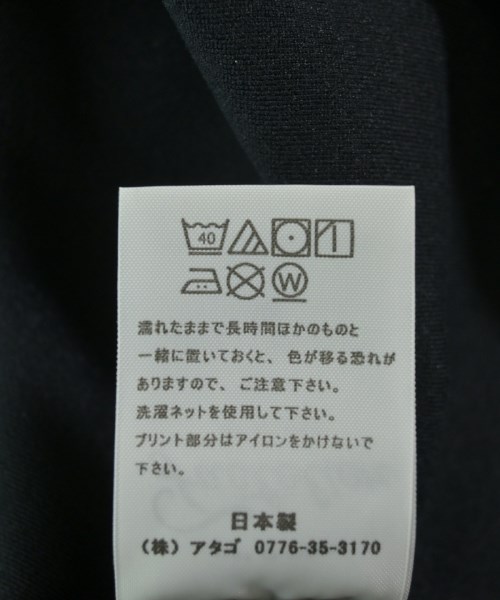 40
W
濡れたままで長時間ほかのものと
一緒に置いておくと、色が移る恐れが
ありますので、ご注意下さい。
洗濯ネットを使用して下さい。
プリント部分はアイロンをかけないで
下さい。
日本製
（株）アタゴ 0776-35-3170